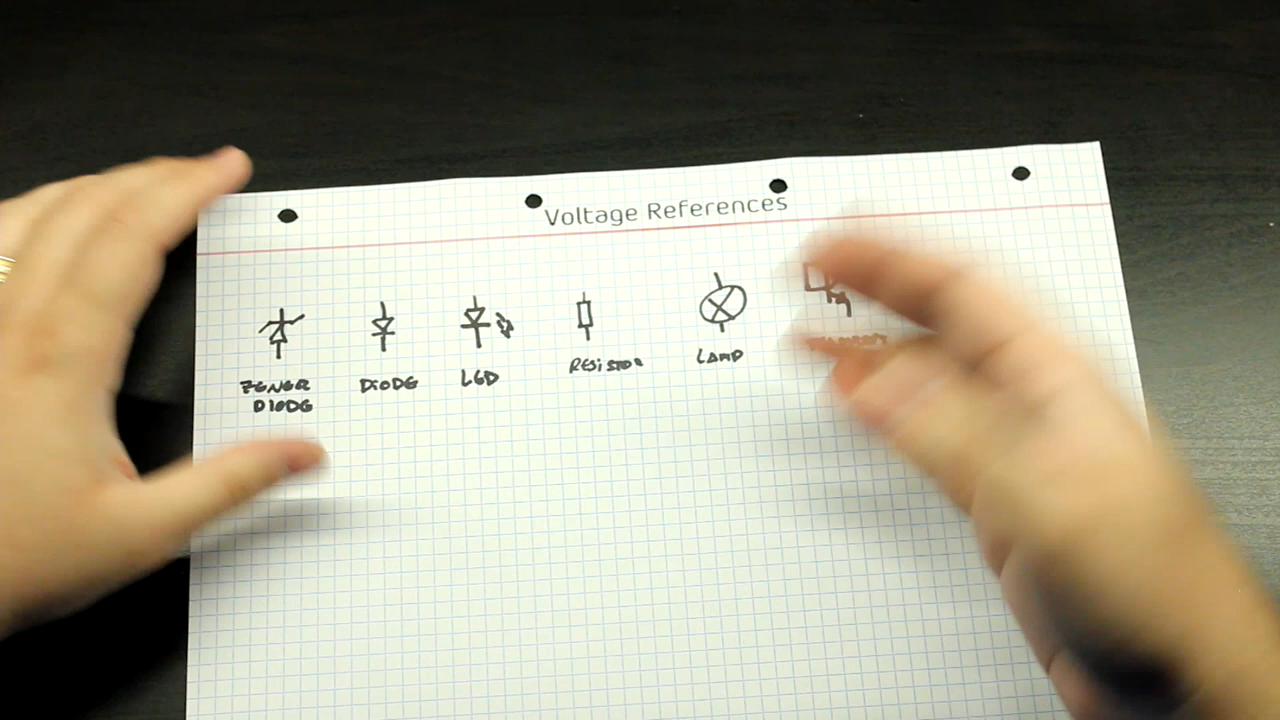 Voltage References
ZENER
DIODE
DIODE
LED
RESISTOR
LAMP